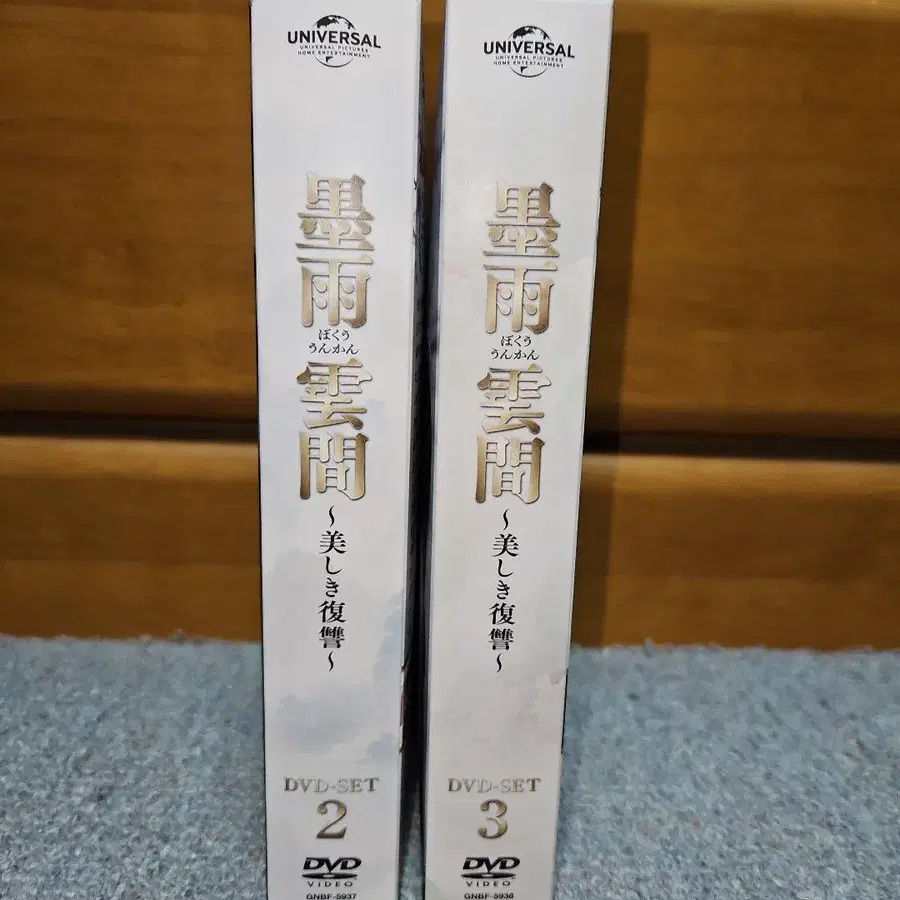 UNIVERSAL
UNIVERSAL PICTURES
HOME ENTERTAINMENT
墨雨
ぼくう
うんかん
雲間
～美しき復讐～
DVD-SET
2
DVD
VIDEO
GNBF-5937
UNIVERSAL
UNIVERSAL PICTURES
HOME ENTERTAINMENT
墨雨
ぼくう
うんかん
雲間
～美しき復讐～
DVD-SET
3
DVD
VIDEO
GNBF-5938